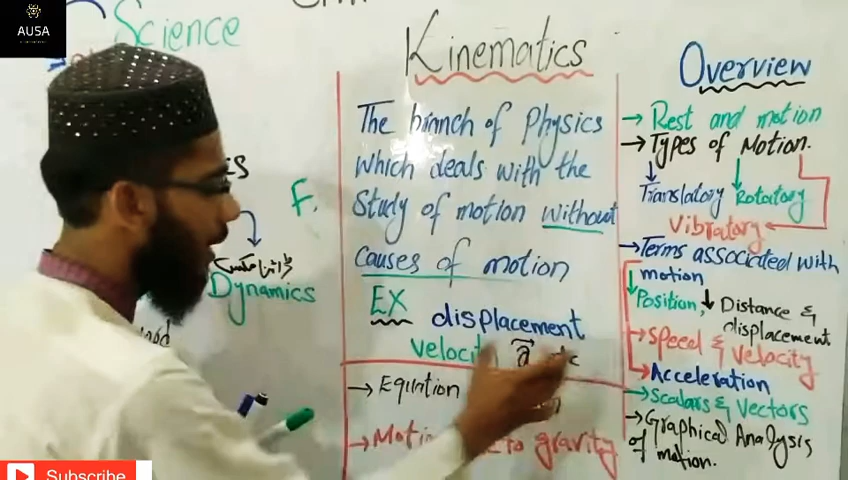 AUSA
Science
Kinematics
The branch of Physics
which deals with the
Study of motion without
causes of motion
EX
displacement
→ Equation
gravity
F.
ڈائنامکس
Dynamics
Overview
→ Rest and motion
→ Types of Motion.
Translatory Rotatory
Vibratory
→ Terms associated with
motion
Position, Distance &
displacement
→ Speed & Velocity
→ Acceleration
→ Scalars & Vectors
→ Graphical Analysis
of motion.
Subscribe